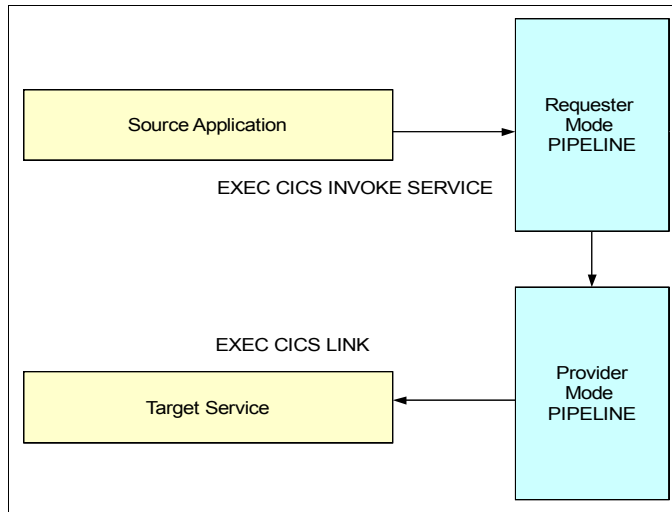 Source Application
Requester
Mode
PIPELINE
EXEC CICS INVOKE SERVICE
EXEC CICS LINK
Target Service
Provider
Mode
PIPELINE